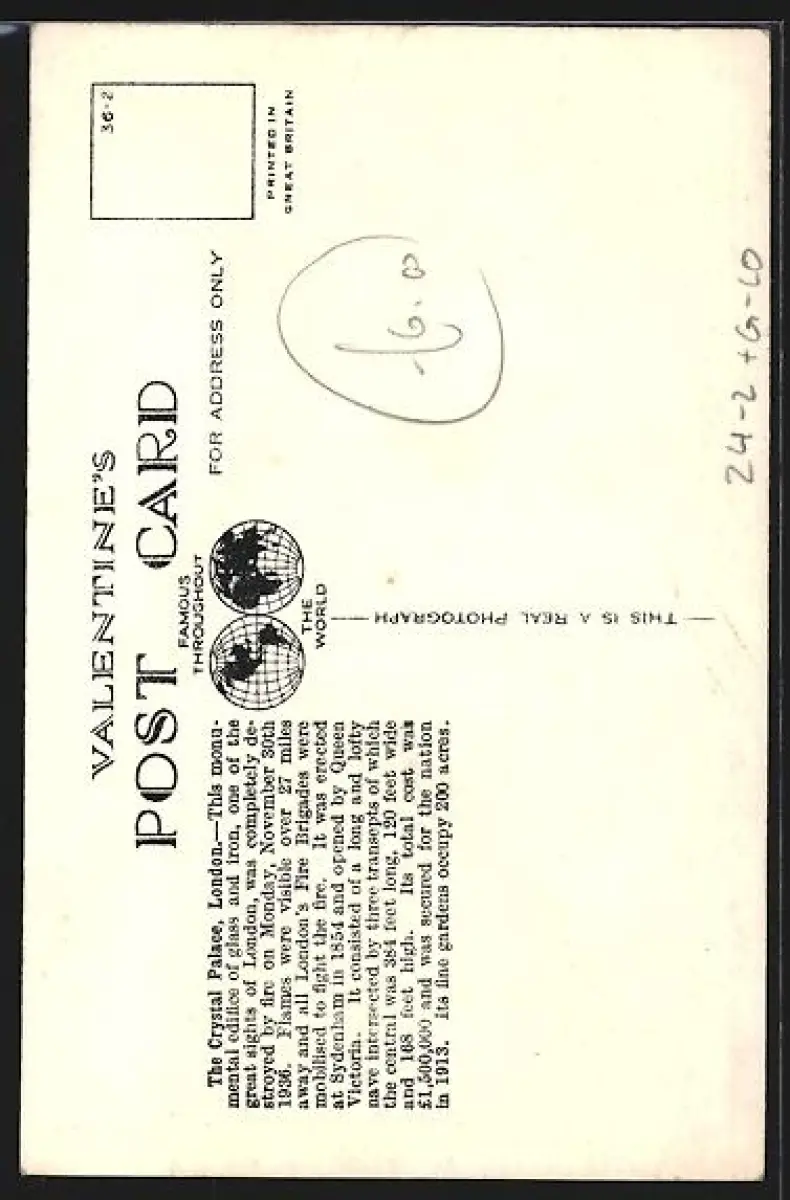 VALENTINE'S
POST CARD
FAMOUS
THROUGHOUT
THE
WORLD
FOR ADDRESS ONLY
36-2
PRINTED IN
GREAT BRITAIN
The Crystal Palace, London.—This monu-
mental edifice of glass and iron, one of the
great sights of London, was completely de-
stroyed by fire on Monday, November 30th
1936. Flames were visible over 27 miles
away and all London's Fire Brigades were
mobilised to fight the fire. It was erected
at Sydenham in 1854 and opened by Queen
Victoria. It consisted of a long and lofty
nave intersected by three transepts of which
the central was 384 feet long, 120 feet wide
and 168 feet high. Its total cost was
£1,500,000 and was secured for the nation
in 1913. Its fine gardens occupy 200 acres.
— THIS IS A REAL PHOTOGRAPH —
24-2+G-LO